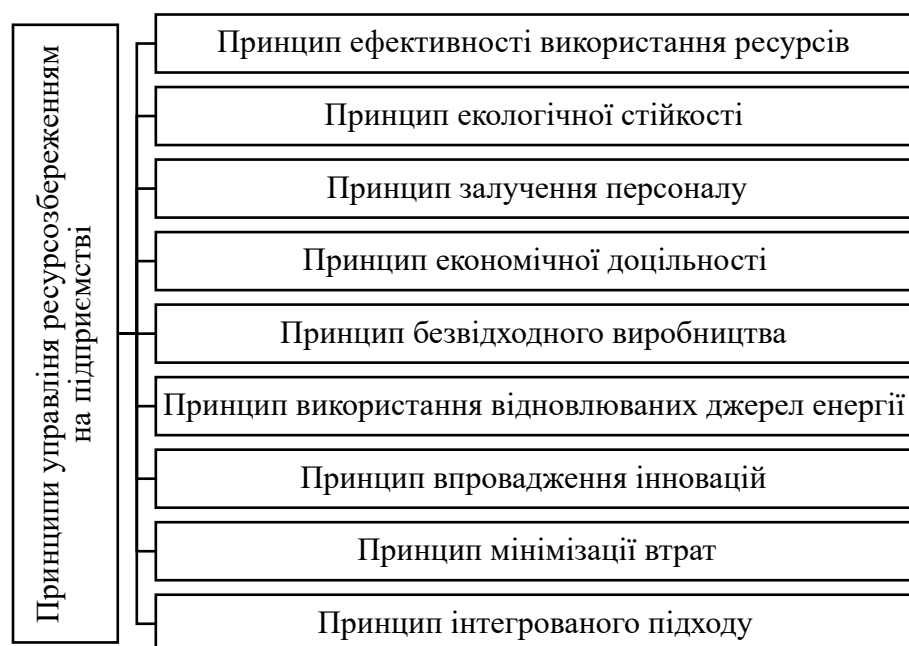 Принципи управління ресурсозбереженням
на підприємстві
Принцип ефективності використання ресурсів
Принцип екологічної стійкості
Принцип залучення персоналу
Принцип економічної доцільності
Принцип безвідходного виробництва
Принцип використання відновлюваних джерел енергії
Принцип впровадження інновацій
Принцип мінімізації втрат
Принцип інтегрованого підходу